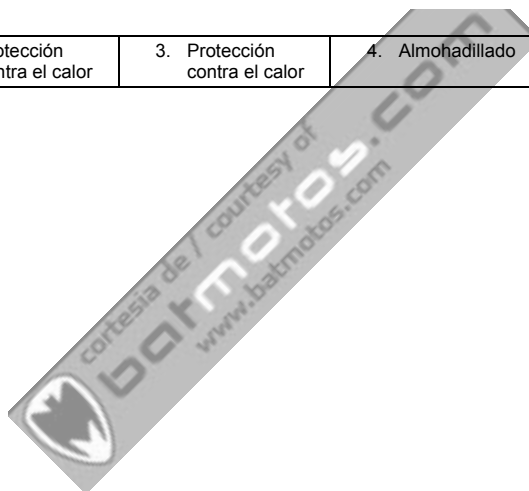 otección
ntra el calor
3. Protección
contra el calor
4. Almohadillado
cortesia de / courtesy of
batmotos.com
www.batmotos.com